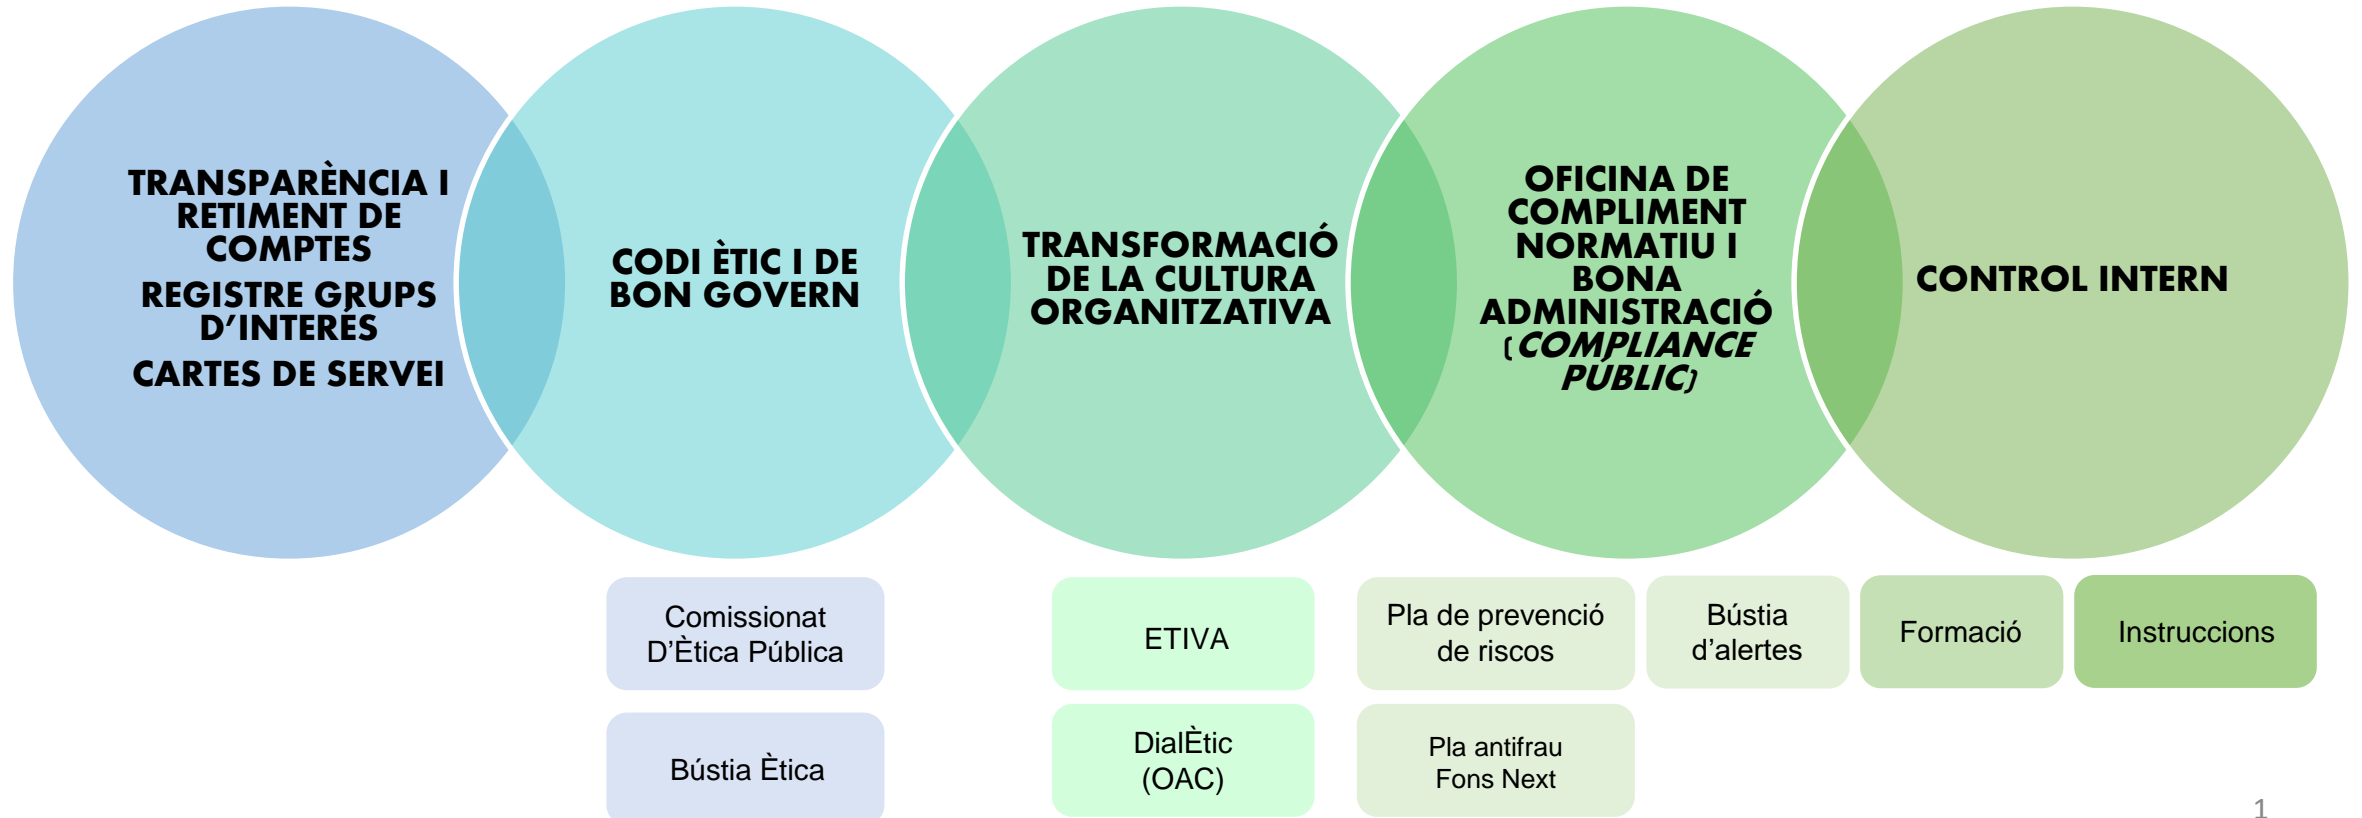 TRANSPARÈNCIA I
RETIMENT DE
COMPTES
REGISTRE GRUPS
D’INTERÉS
CARTES DE SERVEI
CODI ÈTIC I DE
BON GOVERN
TRANSFORMACIÓ
DE LA CULTURA
ORGANITZATIVA
OFICINA DE
COMPLIMENT
NORMATIU I
BONA
ADMINISTRACIÓ
(COMPLIANCE
PÚBLIC)
CONTROL INTERN
Comissionat
D’Ètica Pública
Bústia Ètica
ETIVA
DialÈtic
(OAC)
Pla de prevenció
de riscos
Pla antifrau
Fons Next
Bústia
d’alertes
Formació
Instruccions
1